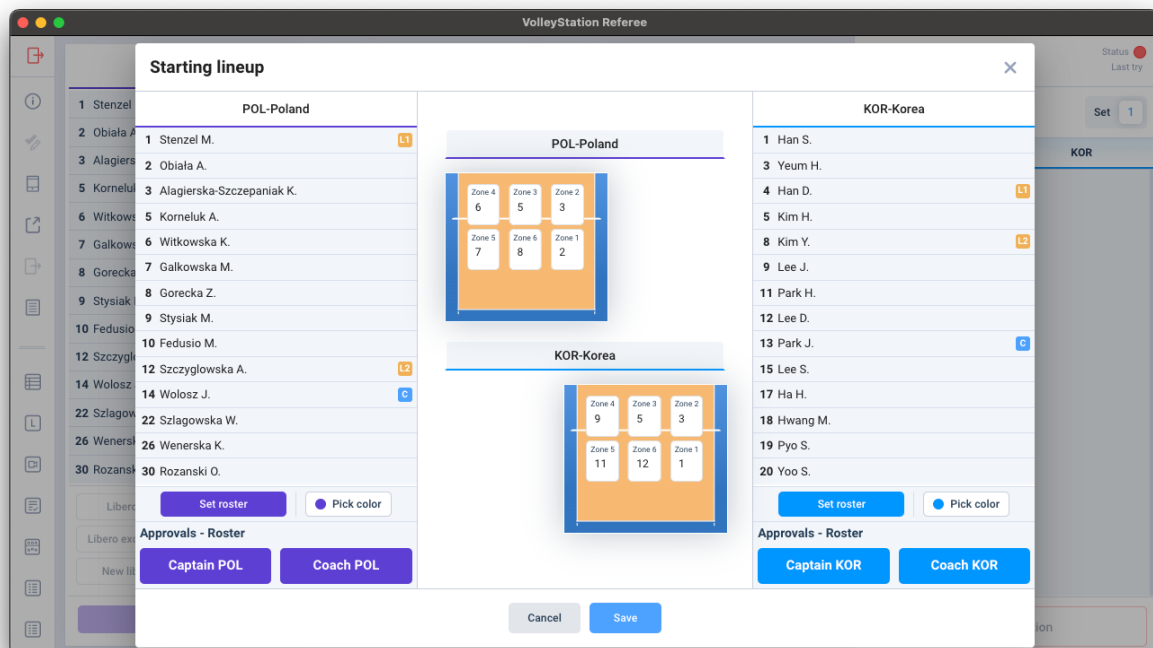 VolleyStation Referee
Status
Last try
Set 1
KOR
1 Stenzel
2 Obiała A
3 Alagiers
5 Korneluk
6 Witkows
7 Galkows
8 Gorecka
9 Stysiak
10 Fedusio
12 Szczygl
14 Wolosz
22 Szlagow
26 Wenersk
30 Rozansk
Libero
Libero exc
New lib
ion
Starting lineup
POL-Poland
1 Stenzel M. L1
2 Obiała A.
3 Alagierska-Szczepaniak K.
5 Korneluk A.
6 Witkowska K.
7 Galkowska M.
8 Gorecka Z.
9 Stysiak M.
10 Fedusio M.
12 Szczyglowska A. L2
14 Wolosz J. C
22 Szlagowska W.
26 Wenerska K.
30 Rozanski O.
Set roster
Pick color
Approvals - Roster
Captain POL
Coach POL
POL-Poland
Zone 4 Zone 3 Zone 2
6 5 3
Zone 5 Zone 6 Zone 1
7 8 2
KOR-Korea
Zone 4 Zone 3 Zone 2
9 5 3
Zone 5 Zone 6 Zone 1
11 12 1
KOR-Korea
1 Han S.
3 Yeum H.
4 Han D. L1
5 Kim H.
8 Kim Y. L2
9 Lee J.
11 Park H.
12 Lee D.
13 Park J. C
15 Lee S.
17 Ha H.
18 Hwang M.
19 Pyo S.
20 Yoo S.
Set roster
Pick color
Approvals - Roster
Captain KOR
Coach KOR
Cancel
Save